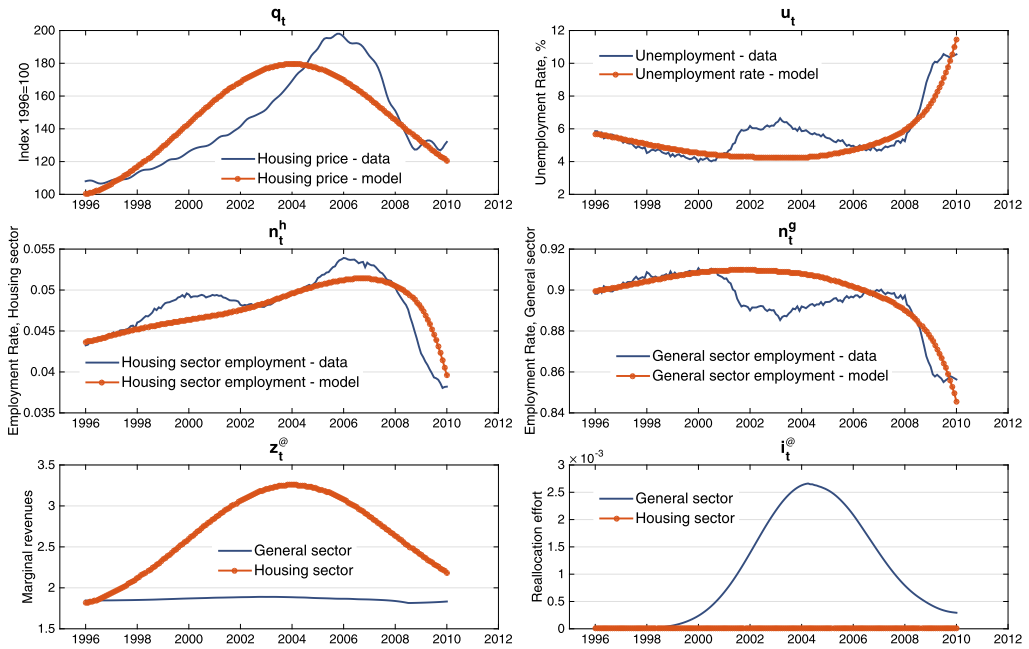 q_t
Index 1996=100
200
180
160
140
120
100
Housing price - data
Housing price - model
1996 1998 2000 2002 2004 2006 2008 2010 2012
u_t
Unemployment Rate, %
12
10
8
6
4
2
Unemployment - data
Unemployment rate - model
1996 1998 2000 2002 2004 2006 2008 2010 2012
n_t^h
Employment Rate, Housing sector
0.055
0.05
0.045
0.04
0.035
Housing sector employment - data
Housing sector employment - model
1996 1998 2000 2002 2004 2006 2008 2010 2012
n_t^g
Employment Rate, General sector
0.92
0.9
0.88
0.86
0.84
General sector employment - data
General sector employment - model
1996 1998 2000 2002 2004 2006 2008 2010 2012
z_t^@
Marginal revenues
3.5
3
2.5
2
1.5
General sector
Housing sector
1996 1998 2000 2002 2004 2006 2008 2010 2012
i_t^@
× 10^-3
Reallocation effort
3
2.5
2
1.5
1
0.5
0
General sector
Housing sector
1996 1998 2000 2002 2004 2006 2008 2010 2012